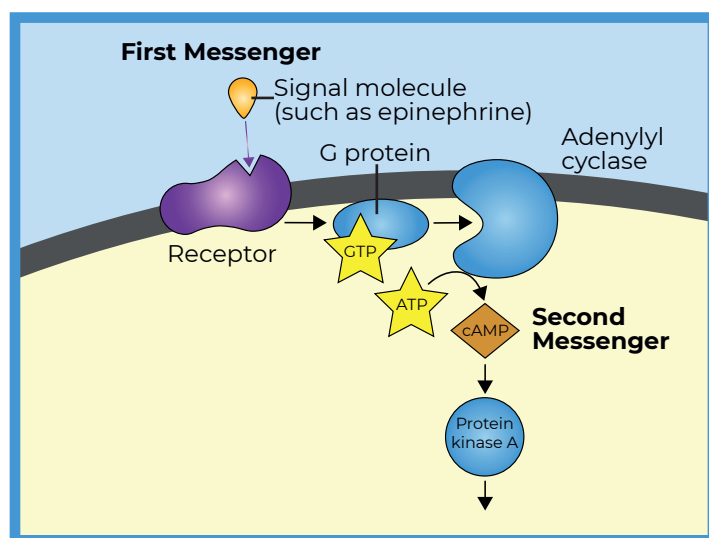 First Messenger
Signal molecule
(such as epinephrine)
G protein
Adenylyl
cyclase
Receptor
GTP
ATP
cAMP
Second
Messenger
Protein
kinase A